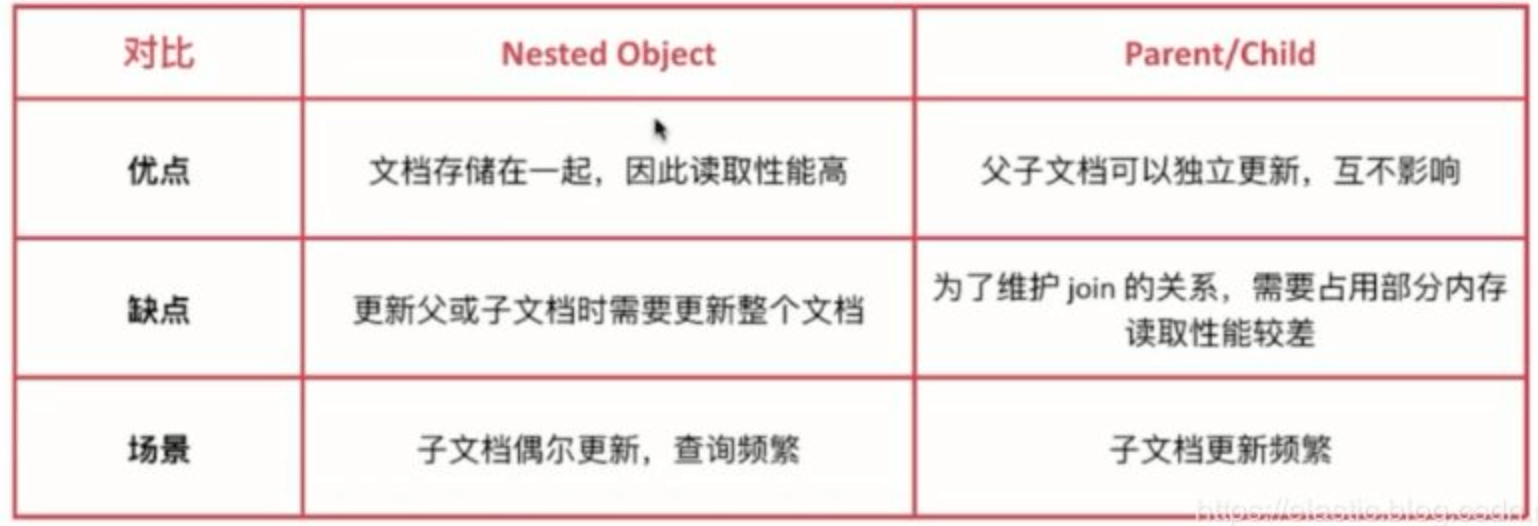 对比
Nested Object
Parent/Child
优点
文档存储在一起，因此读取性能高
父子文档可以独立更新，互不影响
缺点
更新父或子文档时需要更新整个文档
为了维护 join 的关系，需要占用部分内存
读取性能较差
场景
子文档偶尔更新，查询频繁
子文档更新频繁